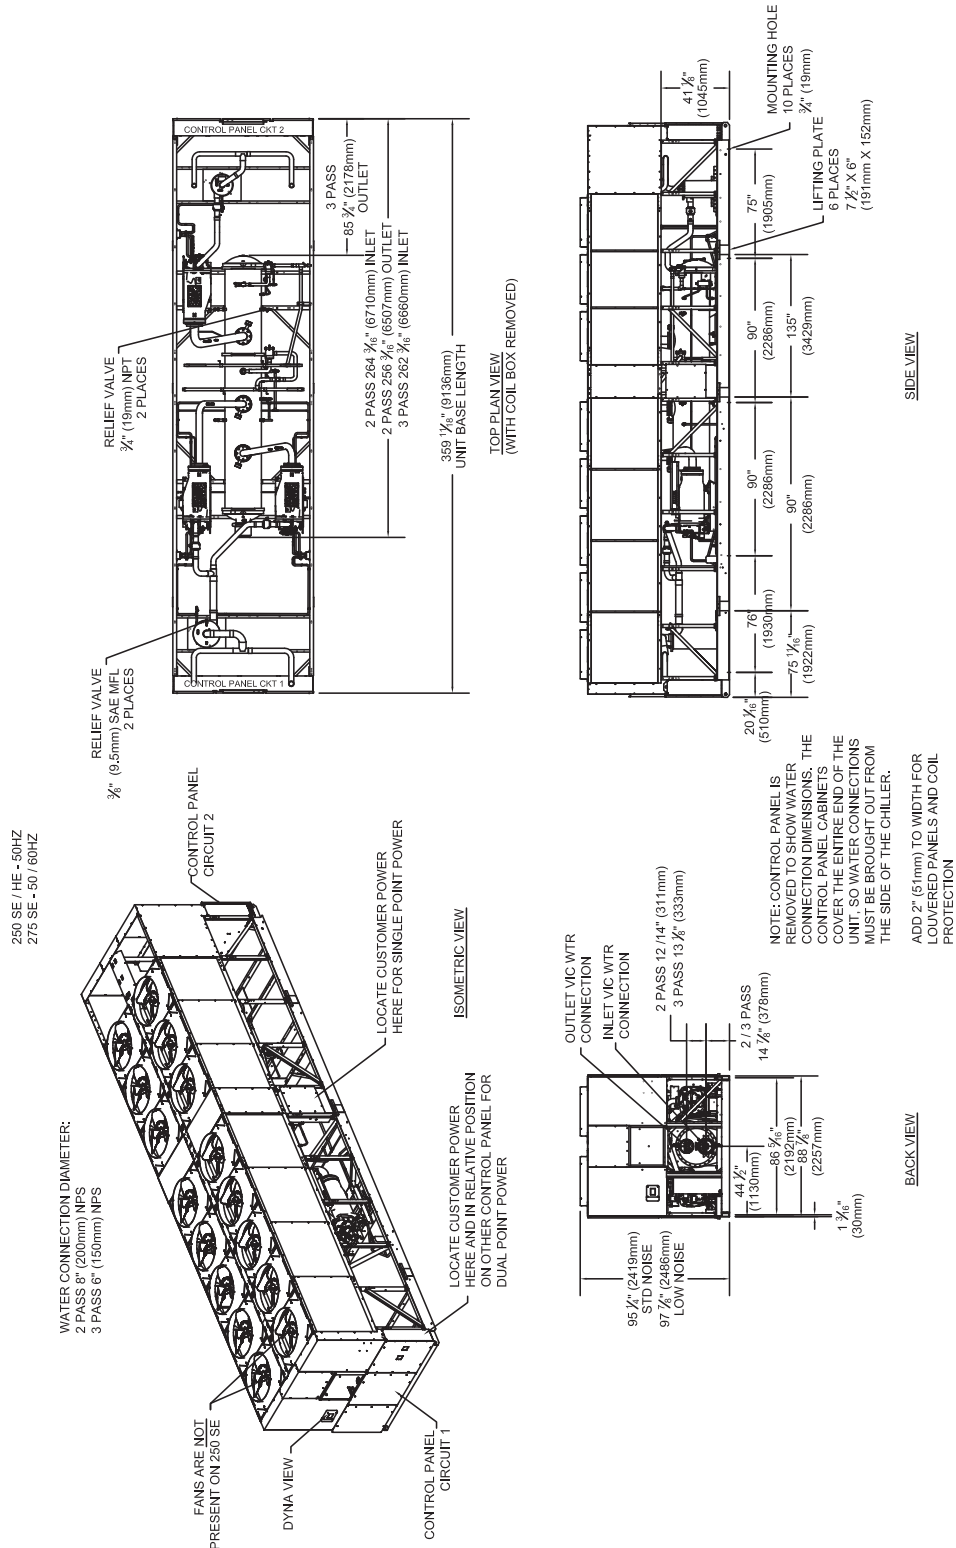 250 SE / HE - 50HZ
275 SE - 50 / 60HZ
WATER CONNECTION DIAMETER:
2 PASS 8" (200mm) NPS
3 PASS 6" (150mm) NPS
FANS ARE NOT
PRESENT ON 250 SE
DYNA VIEW
CONTROL PANEL
CIRCUIT 1
LOCATE CUSTOMER POWER
HERE AND IN RELATIVE POSITION
ON OTHER CONTROL PANEL FOR
DUAL POINT POWER
LOCATE CUSTOMER POWER
HERE FOR SINGLE POINT POWER
CONTROL PANEL
CIRCUIT 2
ISOMETRIC VIEW
RELIEF VALVE
3/8" (9.5mm) SAE MFL
2 PLACES
RELIEF VALVE
3/4" (19mm) NPT
2 PLACES
CONTROL PANEL CKT 1
CONTROL PANEL CKT 2
3 PASS
85 3/4" (2178mm)
OUTLET
2 PASS 264 3/16" (6710mm) INLET
2 PASS 256 3/16" (6507mm) OUTLET
3 PASS 262 3/16" (6660mm) INLET
359 11/16" (9136mm)
UNIT BASE LENGTH
TOP PLAN VIEW
(WITH COIL BOX REMOVED)
95 1/4" (2419mm)
STD NOISE
97 7/8" (2486mm)
LOW NOISE
OUTLET VIC WTR
CONNECTION
INLET VIC WTR
CONNECTION
2 PASS 12 /14" (311mm)
3 PASS 13 1/8" (333mm)
2 / 3 PASS
14 7/8" (378mm)
44 1/2"
(1130mm)
86 5/16"
(2192mm)
88 7/8"
(2257mm)
1 3/16"
(30mm)
BACK VIEW
NOTE: CONTROL PANEL IS
REMOVED TO SHOW WATER
CONNECTION DIMENSIONS. THE
CONTROL PANEL CABINETS
COVER THE ENTIRE END OF THE
UNIT, SO WATER CONNECTIONS
MUST BE BROUGHT OUT FROM
THE SIDE OF THE CHILLER.
ADD 2" (51mm) TO WIDTH FOR
LOUVERED PANELS AND COIL
PROTECTION
41 1/8"
(1045mm)
MOUNTING HOLE
10 PLACES
3/4" (19mm)
LIFTING PLATE
6 PLACES
7 1/2" X 6"
(191mm X 152mm)
20 1/16"
(510mm)
76"
(1930mm)
90"
(2286mm)
90"
(2286mm)
75"
(1905mm)
75 11/16"
(1922mm)
90"
(2286mm)
135"
(3429mm)
SIDE VIEW